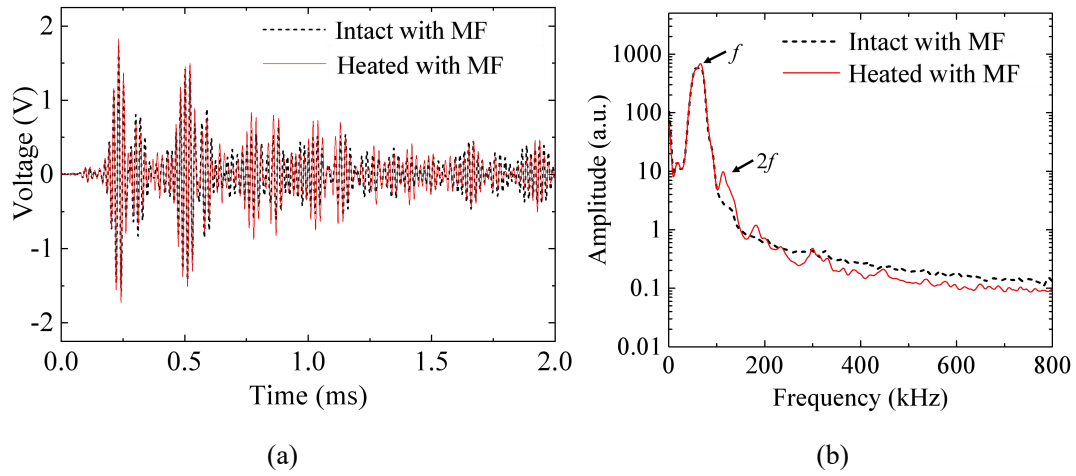 2
1
0
-1
-2
Voltage (V)
Intact with MF
Heated with MF
0.0
0.5
1.0
1.5
2.0
Time (ms)
(a)
1000
100
10
1
0.1
0.01
Amplitude (a.u.)
Intact with MF
Heated with MF
f
2f
0
200
400
600
800
Frequency (kHz)
(b)